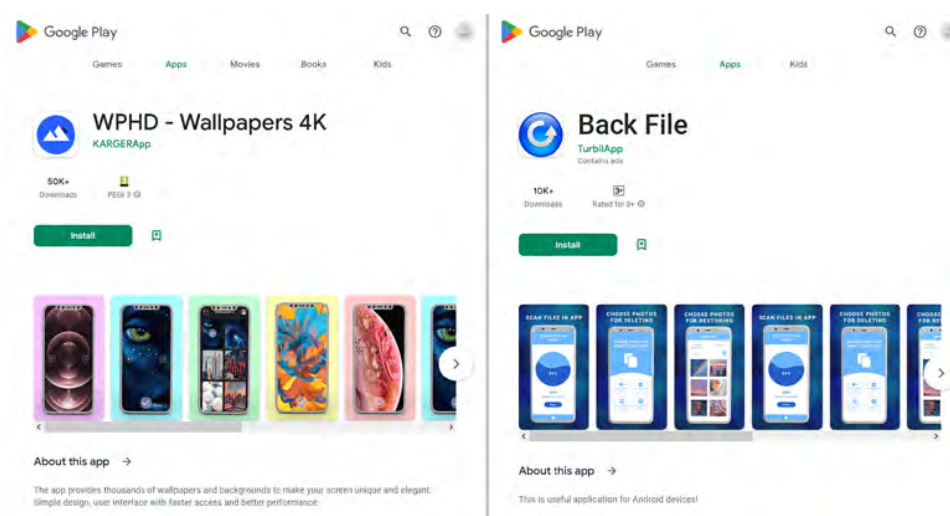 Google Play
Games Apps Movies Books Kids
WPHD - Wallpapers 4K
KARGERApp
50K+
Downloads PEGI 3
Install
About this app →
The app provides thousands of wallpapers and backgrounds to make your screen unique and elegant.
Simple design, user interface with faster access and better performance
Google Play
Games Apps Kids
Back File
TurbilApp
Contains ads
10K+ 3+
Downloads Rated for 3+
Install
SCAN FILES IN APP
CHOOSE PHOTOS
FOR DELETING
CHOOSE PHOTOS
FOR RESTORING
SCAN FILES IN APP
CHOOSE PHOTOS
FOR DELETING
About this app →
This is useful application for Android devices!